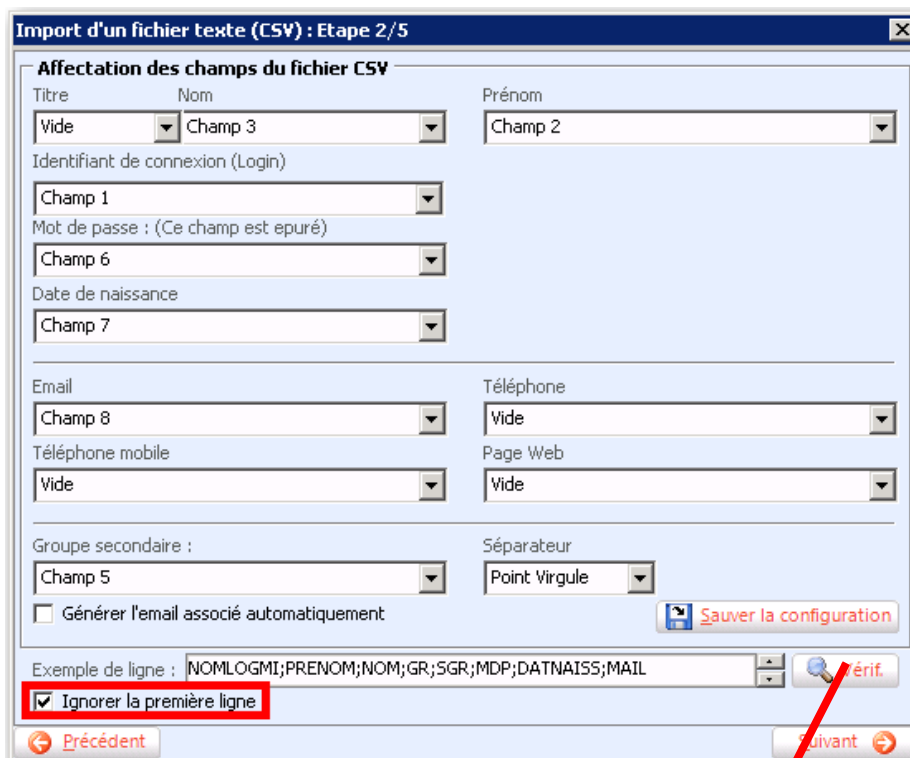 Import d'un fichier texte (CSV) : Etape 2/5
Affectation des champs du fichier CSV
Titre Nom Prénom
Vide Champ 3 Champ 2
Identifiant de connexion (Login)
Champ 1
Mot de passe : (Ce champ est epuré)
Champ 6
Date de naissance
Champ 7
Email Téléphone
Champ 8 Vide
Téléphone mobile Page Web
Vide Vide
Groupe secondaire : Séparateur
Champ 5 Point Virgule
Générer l'email associé automatiquement Sauver la configuration
Exemple de ligne : NOMLOGMI;PRENOM;NOM;GR;SGR;MDP;DATNAISS;MAIL Vérif.
Ignorer la première ligne
Précédent Suivant